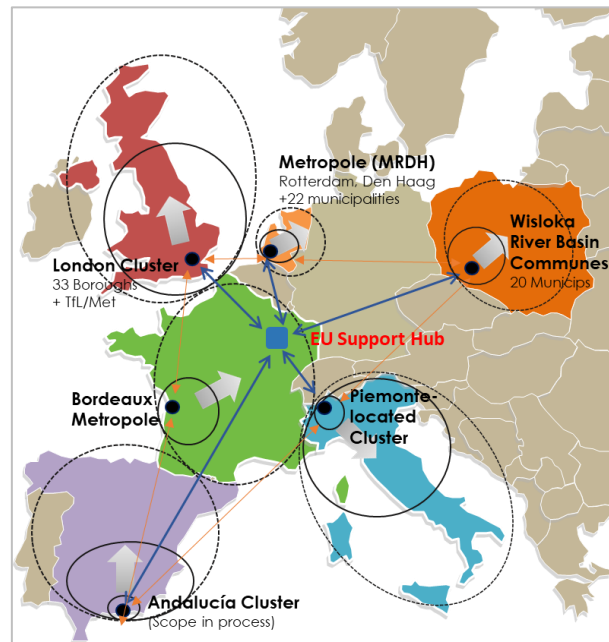 Metropole (MRDH)
Rotterdam, Den Haag
+22 municipalities
Wisloka
River Basin
Communes
20 Municips
London Cluster
33 Boroughs
+ TfL/Met
EU Support Hub
Bordeaux
Metropole
Piemonte-
located
Cluster
Andalucía Cluster
(Scope in process)